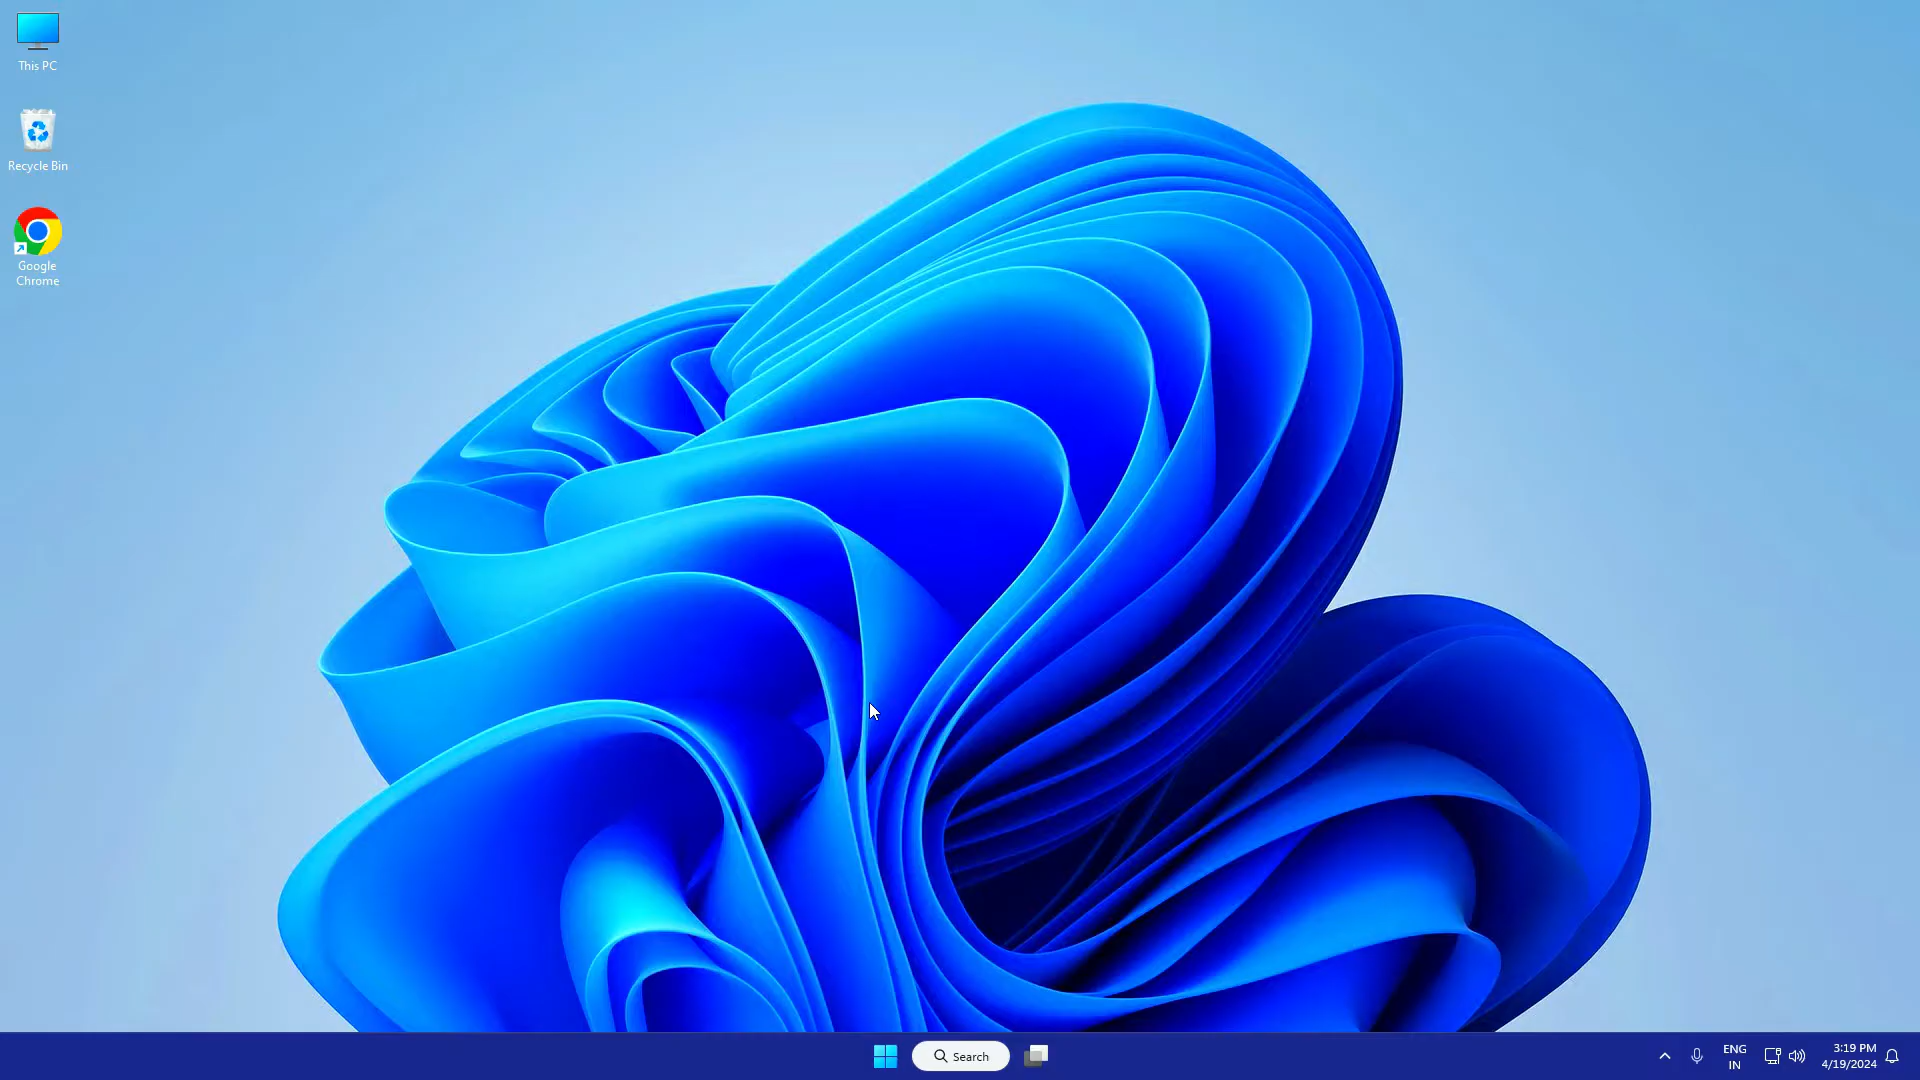 This PC
Recycle Bin
Google
Chrome
Search
ENG
IN
3:19 PM
4/19/2024